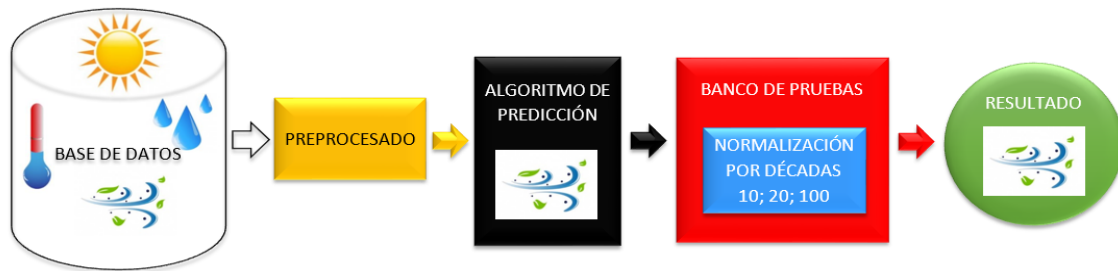 BASE DE DATOS
PREPROCESADO
ALGORITMO DE
PREDICCIÓN
BANCO DE PRUEBAS
NORMALIZACIÓN
POR DÉCADAS
10; 20; 100
RESULTADO